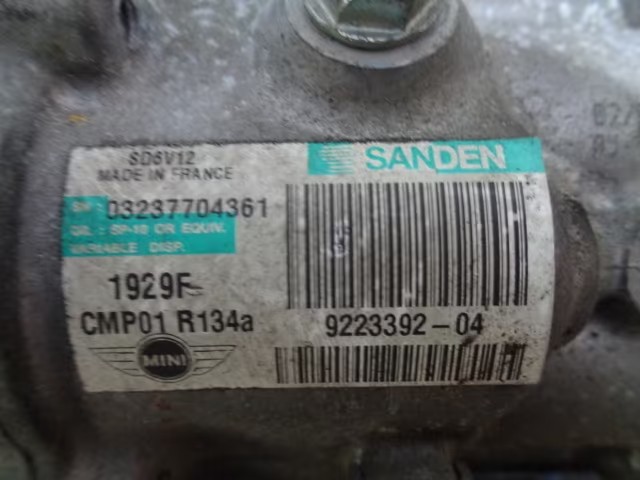 SD6V12
MADE IN FRANCE
SANDEN
SN: 03237704361
OIL : SP-10 OR EQUIV.
VARIABLE DISP.
1929F
CMP01 R134a
9223392-04
MINI